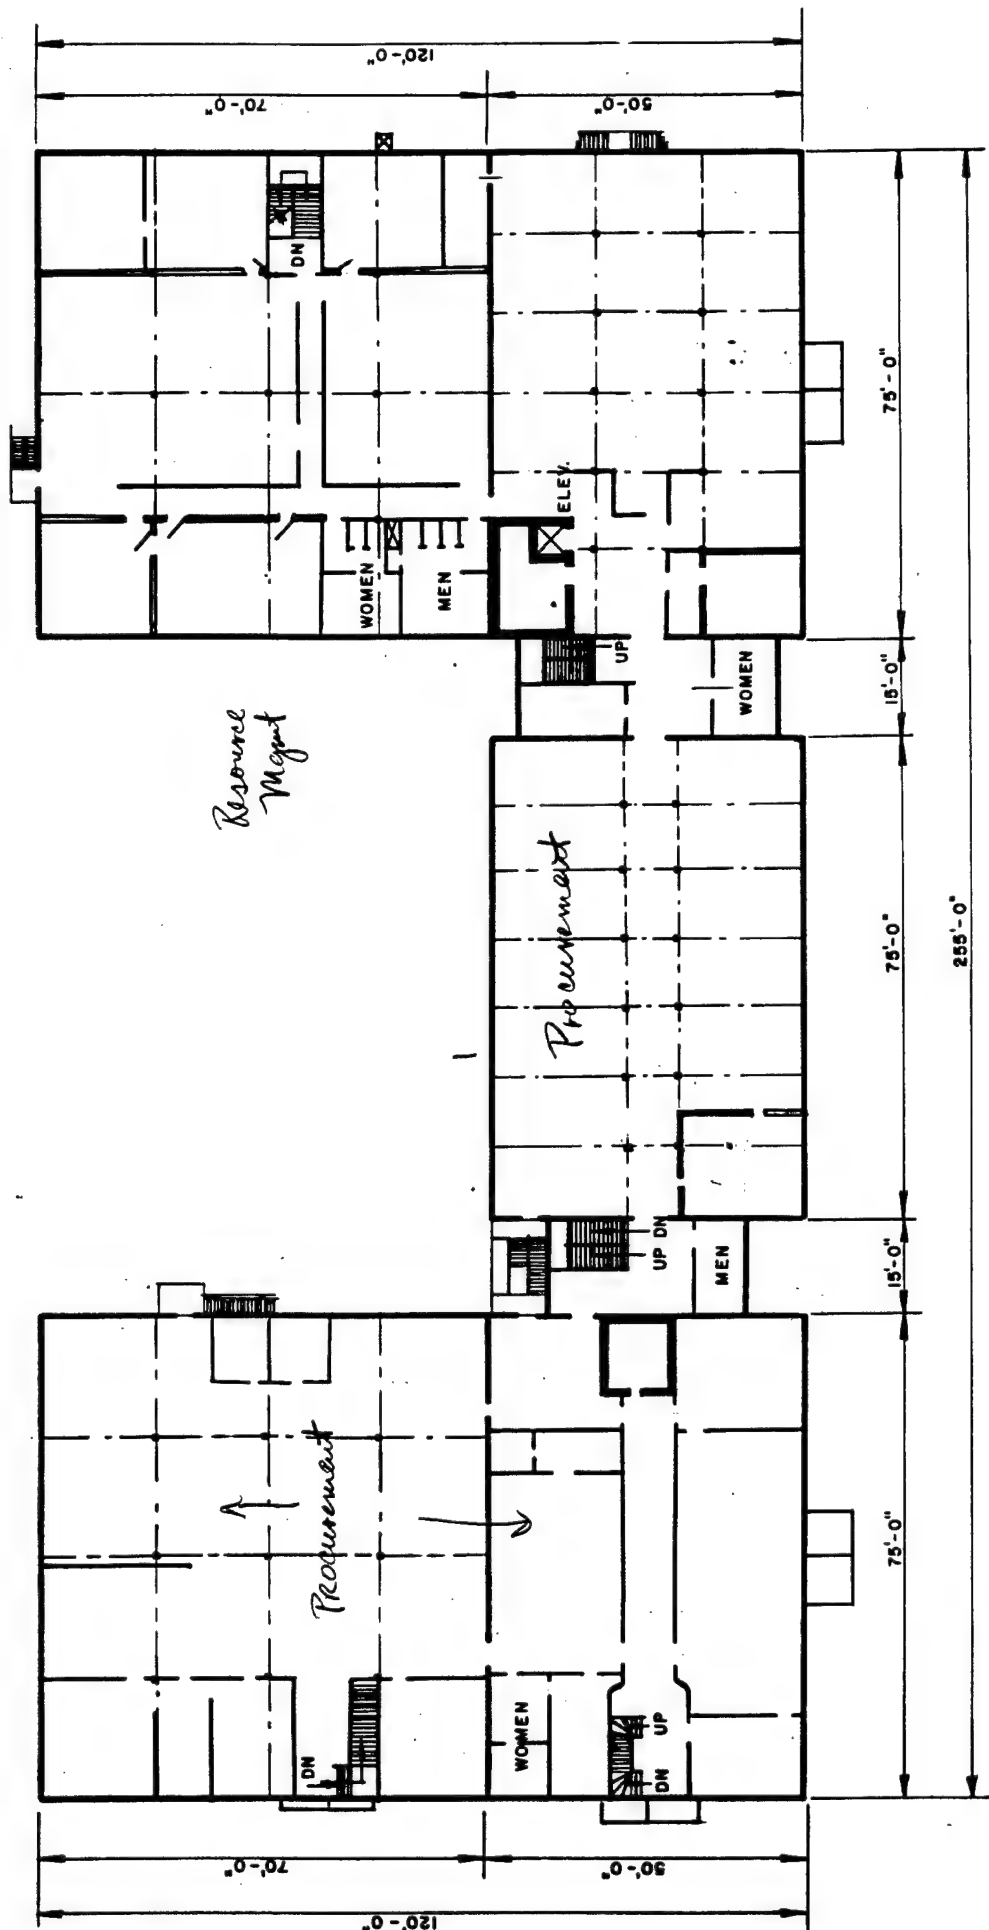 120'-0"
70'-0"
50'-0"
DN
WOMEN
MEN
ELEV.
UP
WOMEN
75'-0"
15'-0"
Resource
Mgmt
Procurement
75'-0"
255'-0"
UP DN
MEN
15'-0"
Procurement
DN
WOMEN
UP
DN
75'-0"
70'-0"
50'-0"
120'-0"